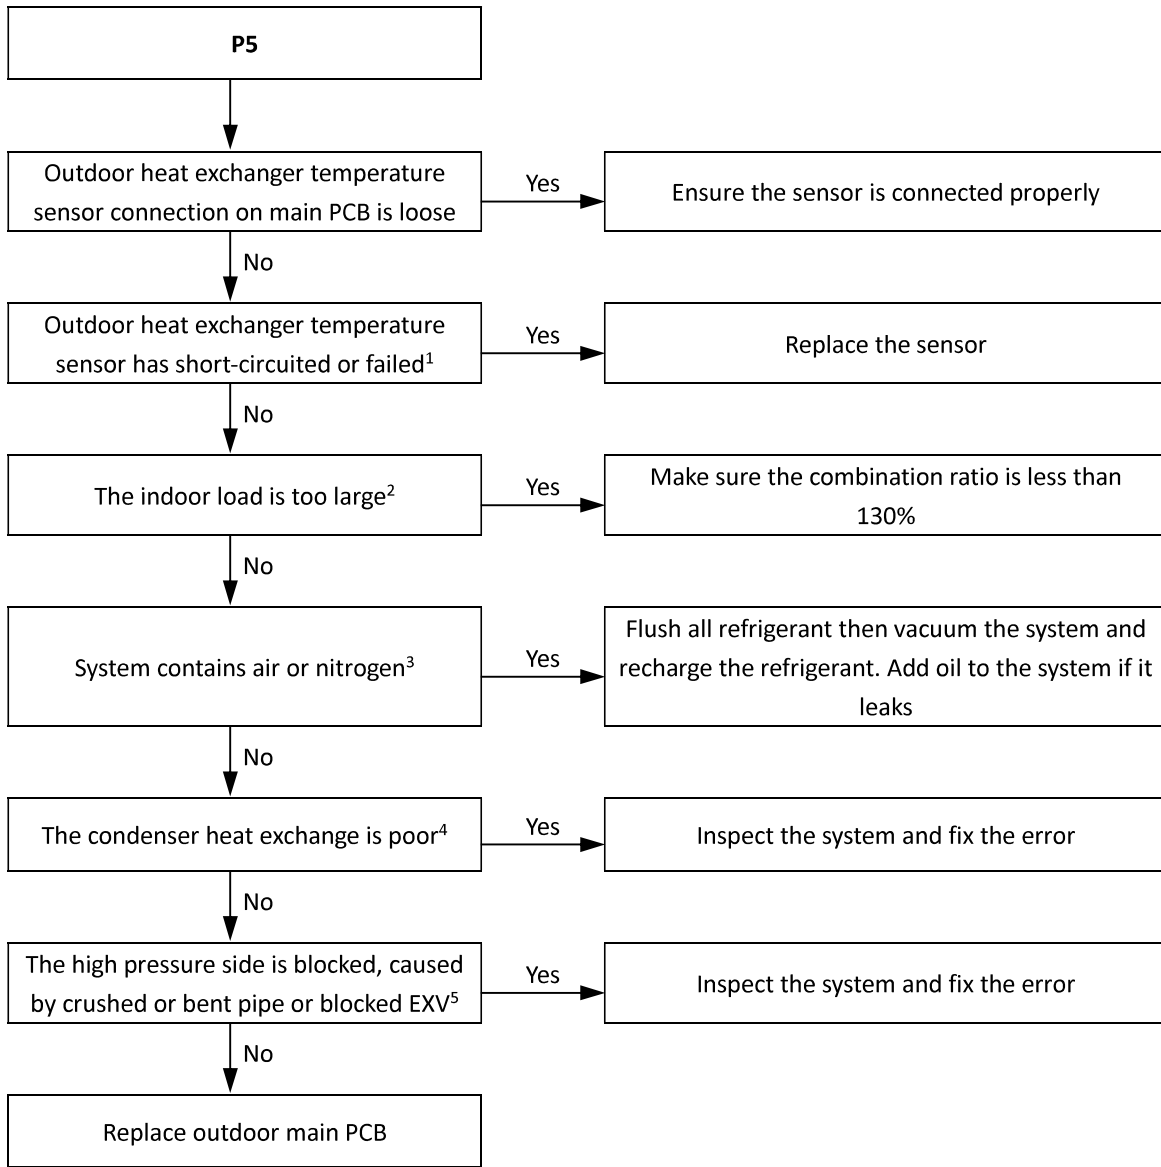 P5
Outdoor heat exchanger temperature
sensor connection on main PCB is loose
Yes
Ensure the sensor is connected properly
No
Outdoor heat exchanger temperature
sensor has short-circuited or failed¹
Yes
Replace the sensor
No
The indoor load is too large²
Yes
Make sure the combination ratio is less than
130%
No
System contains air or nitrogen³
Yes
Flush all refrigerant then vacuum the system and
recharge the refrigerant. Add oil to the system if it
leaks
No
The condenser heat exchange is poor⁴
Yes
Inspect the system and fix the error
No
The high pressure side is blocked, caused
by crushed or bent pipe or blocked EXV⁵
Yes
Inspect the system and fix the error
No
Replace outdoor main PCB